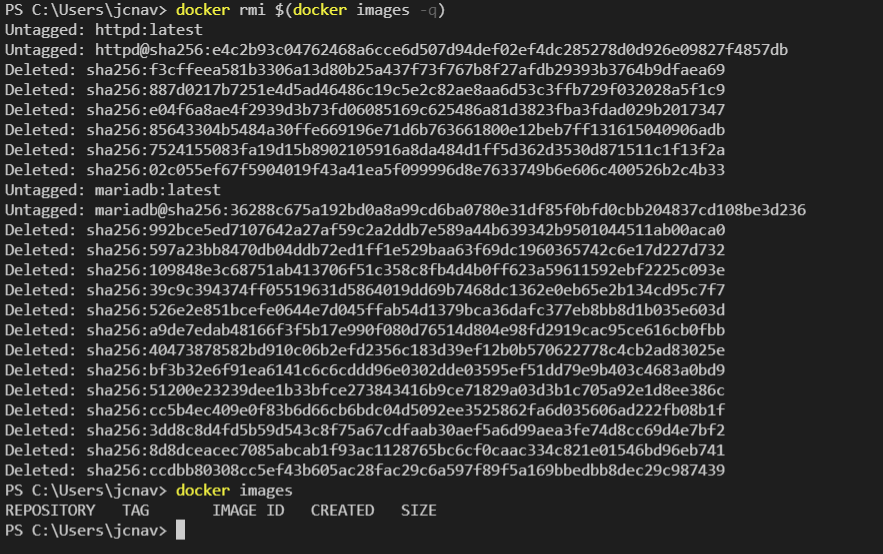 PS C:\Users\jcnav> docker rmi $(docker images -q)
Untagged: httpd:latest
Untagged: httpd@sha256:e4c2b93c04762468a6cce6d507d94def02ef4dc285278d0d926e09827f4857db
Deleted: sha256:f3cffeea581b3306a13d80b25a437f73f767b8f27afdb29393b3764b9dfaea69
Deleted: sha256:887d0217b7251e4d5ad46486c19c5e2c82ae8aa6d53c3ffb729f032028a5f1c9
Deleted: sha256:e04f6a8ae4f2939d3b73fd06085169c625486a81d3823fba3fdad029b2017347
Deleted: sha256:85643304b5484a30ffe669196e71d6b763661800e12beb7ff131615040906adb
Deleted: sha256:7524155083fa19d15b8902105916a8da484d1ff5d362d3530d871511c1f13f2a
Deleted: sha256:02c055ef67f5904019f43a41ea5f099996d8e7633749b6e606c400526b2c4b33
Untagged: mariadb:latest
Untagged: mariadb@sha256:36288c675a192bd0a8a99cd6ba0780e31df85f0bfd0cbb204837cd108be3d236
Deleted: sha256:992bce5ed7107642a27af59c2a2ddb7e589a44b639342b9501044511ab00aca0
Deleted: sha256:597a23bb8470db04ddb72ed1ff1e529baa63f69dc1960365742c6e17d227d732
Deleted: sha256:109848e3c68751ab413706f51c358c8fb4d4b0ff623a59611592ebf2225c093e
Deleted: sha256:39c9c394374ff05519631d5864019dd69b7468dc1362e0eb65e2b134cd95c7f7
Deleted: sha256:526e2e851bcefe0644e7d045ffab54d1379bca36dafc377eb8bb8d1b035e603d
Deleted: sha256:a9de7edab48166f3f5b17e990f080d76514d804e98fd2919cac95ce616cb0fbb
Deleted: sha256:40473878582bd910c06b2efd2356c183d39ef12b0b570622778c4cb2ad83025e
Deleted: sha256:bf3b32e6f91ea6141c6c6cddd96e0302dde03595ef51dd79e9b403c4683a0bd9
Deleted: sha256:51200e23239dee1b33bfce273843416b9ce71829a03d3b1c705a92e1d8ee386c
Deleted: sha256:cc5b4ec409e0f83b6d66cb6bdc04d5092ee3525862fa6d035606ad222fb08b1f
Deleted: sha256:3dd8c8d4fd5b59d543c8f75a67cdfaab30aef5a6d99aea3fe74d8cc69d4e7bf2
Deleted: sha256:8d8dceacec7085abcab1f93ac1128765bc6cf0caac334c821e01546bd96eb741
Deleted: sha256:ccdbb80308cc5ef43b605ac28fac29c6a597f89f5a169bbedbb8dec29c987439
PS C:\Users\jcnav> docker images
REPOSITORY   TAG       IMAGE ID   CREATED   SIZE
PS C:\Users\jcnav>